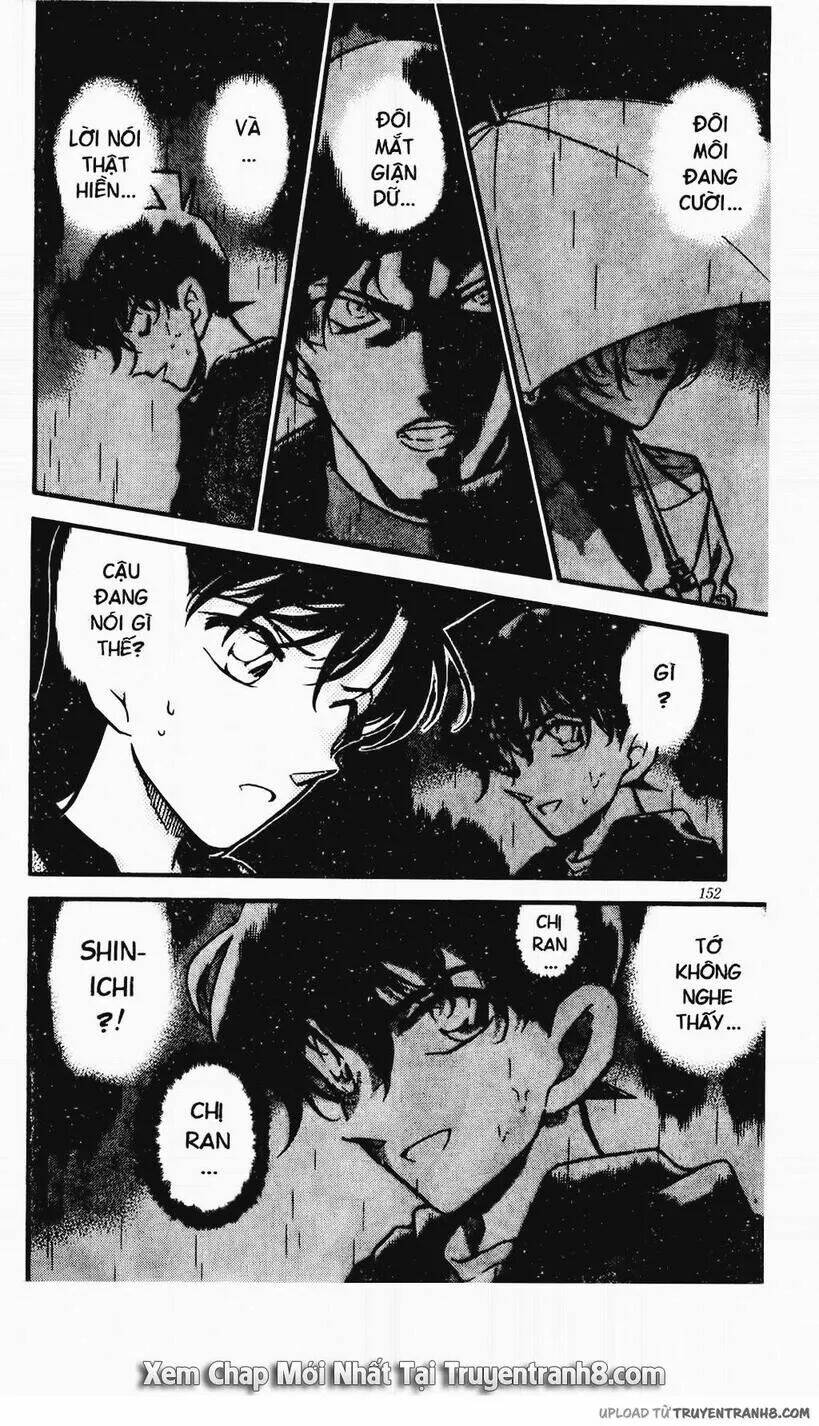 ĐÔI
MÔI
ĐANG
CƯỜI...
ĐÔI
MẮT
GIẬN
DỮ...
VÀ
...
LỜI NÓI
THẬT
HIỀN...
GÌ
?
CẬU
ĐANG
NÓI GÌ
THẾ?
152
TỚ
KHÔNG
NGHE
THẤY...
CHỊ
RAN
...
SHIN-
ICHI
?!
CHỊ
RAN
...
Xem Chap Mới Nhất Tại Truyentranh8.com
UPLOAD TỪ TRUYENTRANH8.COM